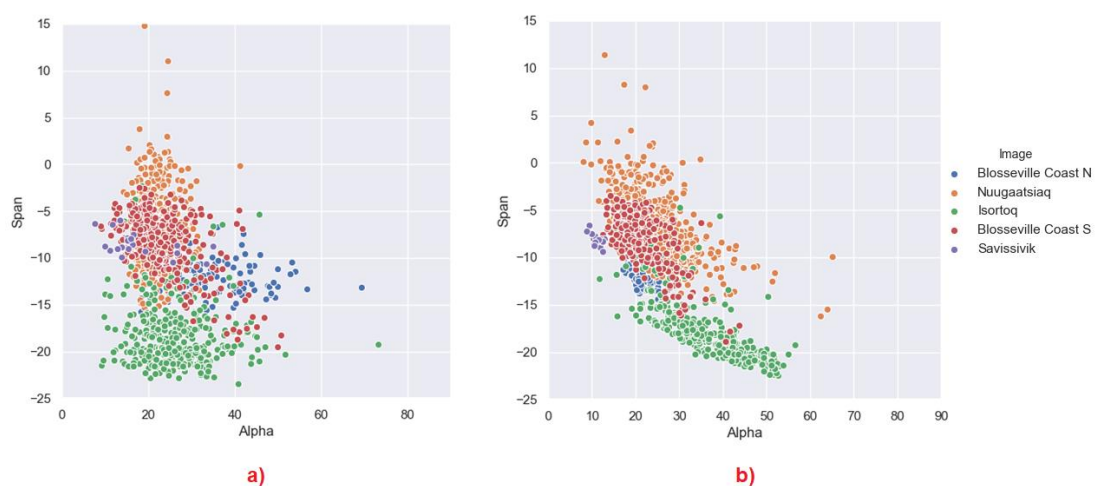 15
10
5
0
−5
−10
−15
−20
−25
Span
0 20 40 60 80
Alpha
a)
15
10
5
0
−5
−10
−15
−20
−25
Span
0 10 20 30 40 50 60 70 80 90
Alpha
b)
Image
Blosseville Coast N
Nuugaatsiaq
Isortoq
Blosseville Coast S
Savissivik